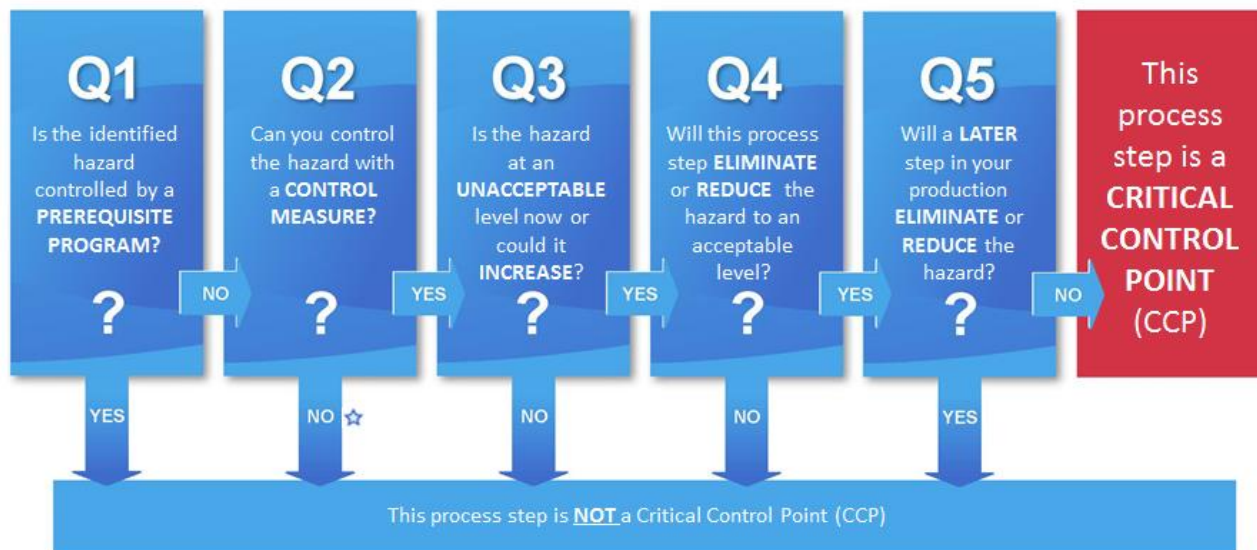 Q1
Is the identified
hazard
controlled by a
PREREQUISITE
PROGRAM?
?
NO
YES
Q2
Can you control
the hazard with
a CONTROL
MEASURE?
?
YES
NO
Q3
Is the hazard
at an
UNACCEPTABLE
level now or
could it
INCREASE?
?
YES
NO
Q4
Will this process
step ELIMINATE
or REDUCE the
hazard to an
acceptable
level?
?
YES
NO
Q5
Will a LATER
step in your
production
ELIMINATE or
REDUCE the
hazard?
?
NO
YES
This
process
step is a
CRITICAL
CONTROL
POINT
(CCP)
This process step is NOT a Critical Control Point (CCP)